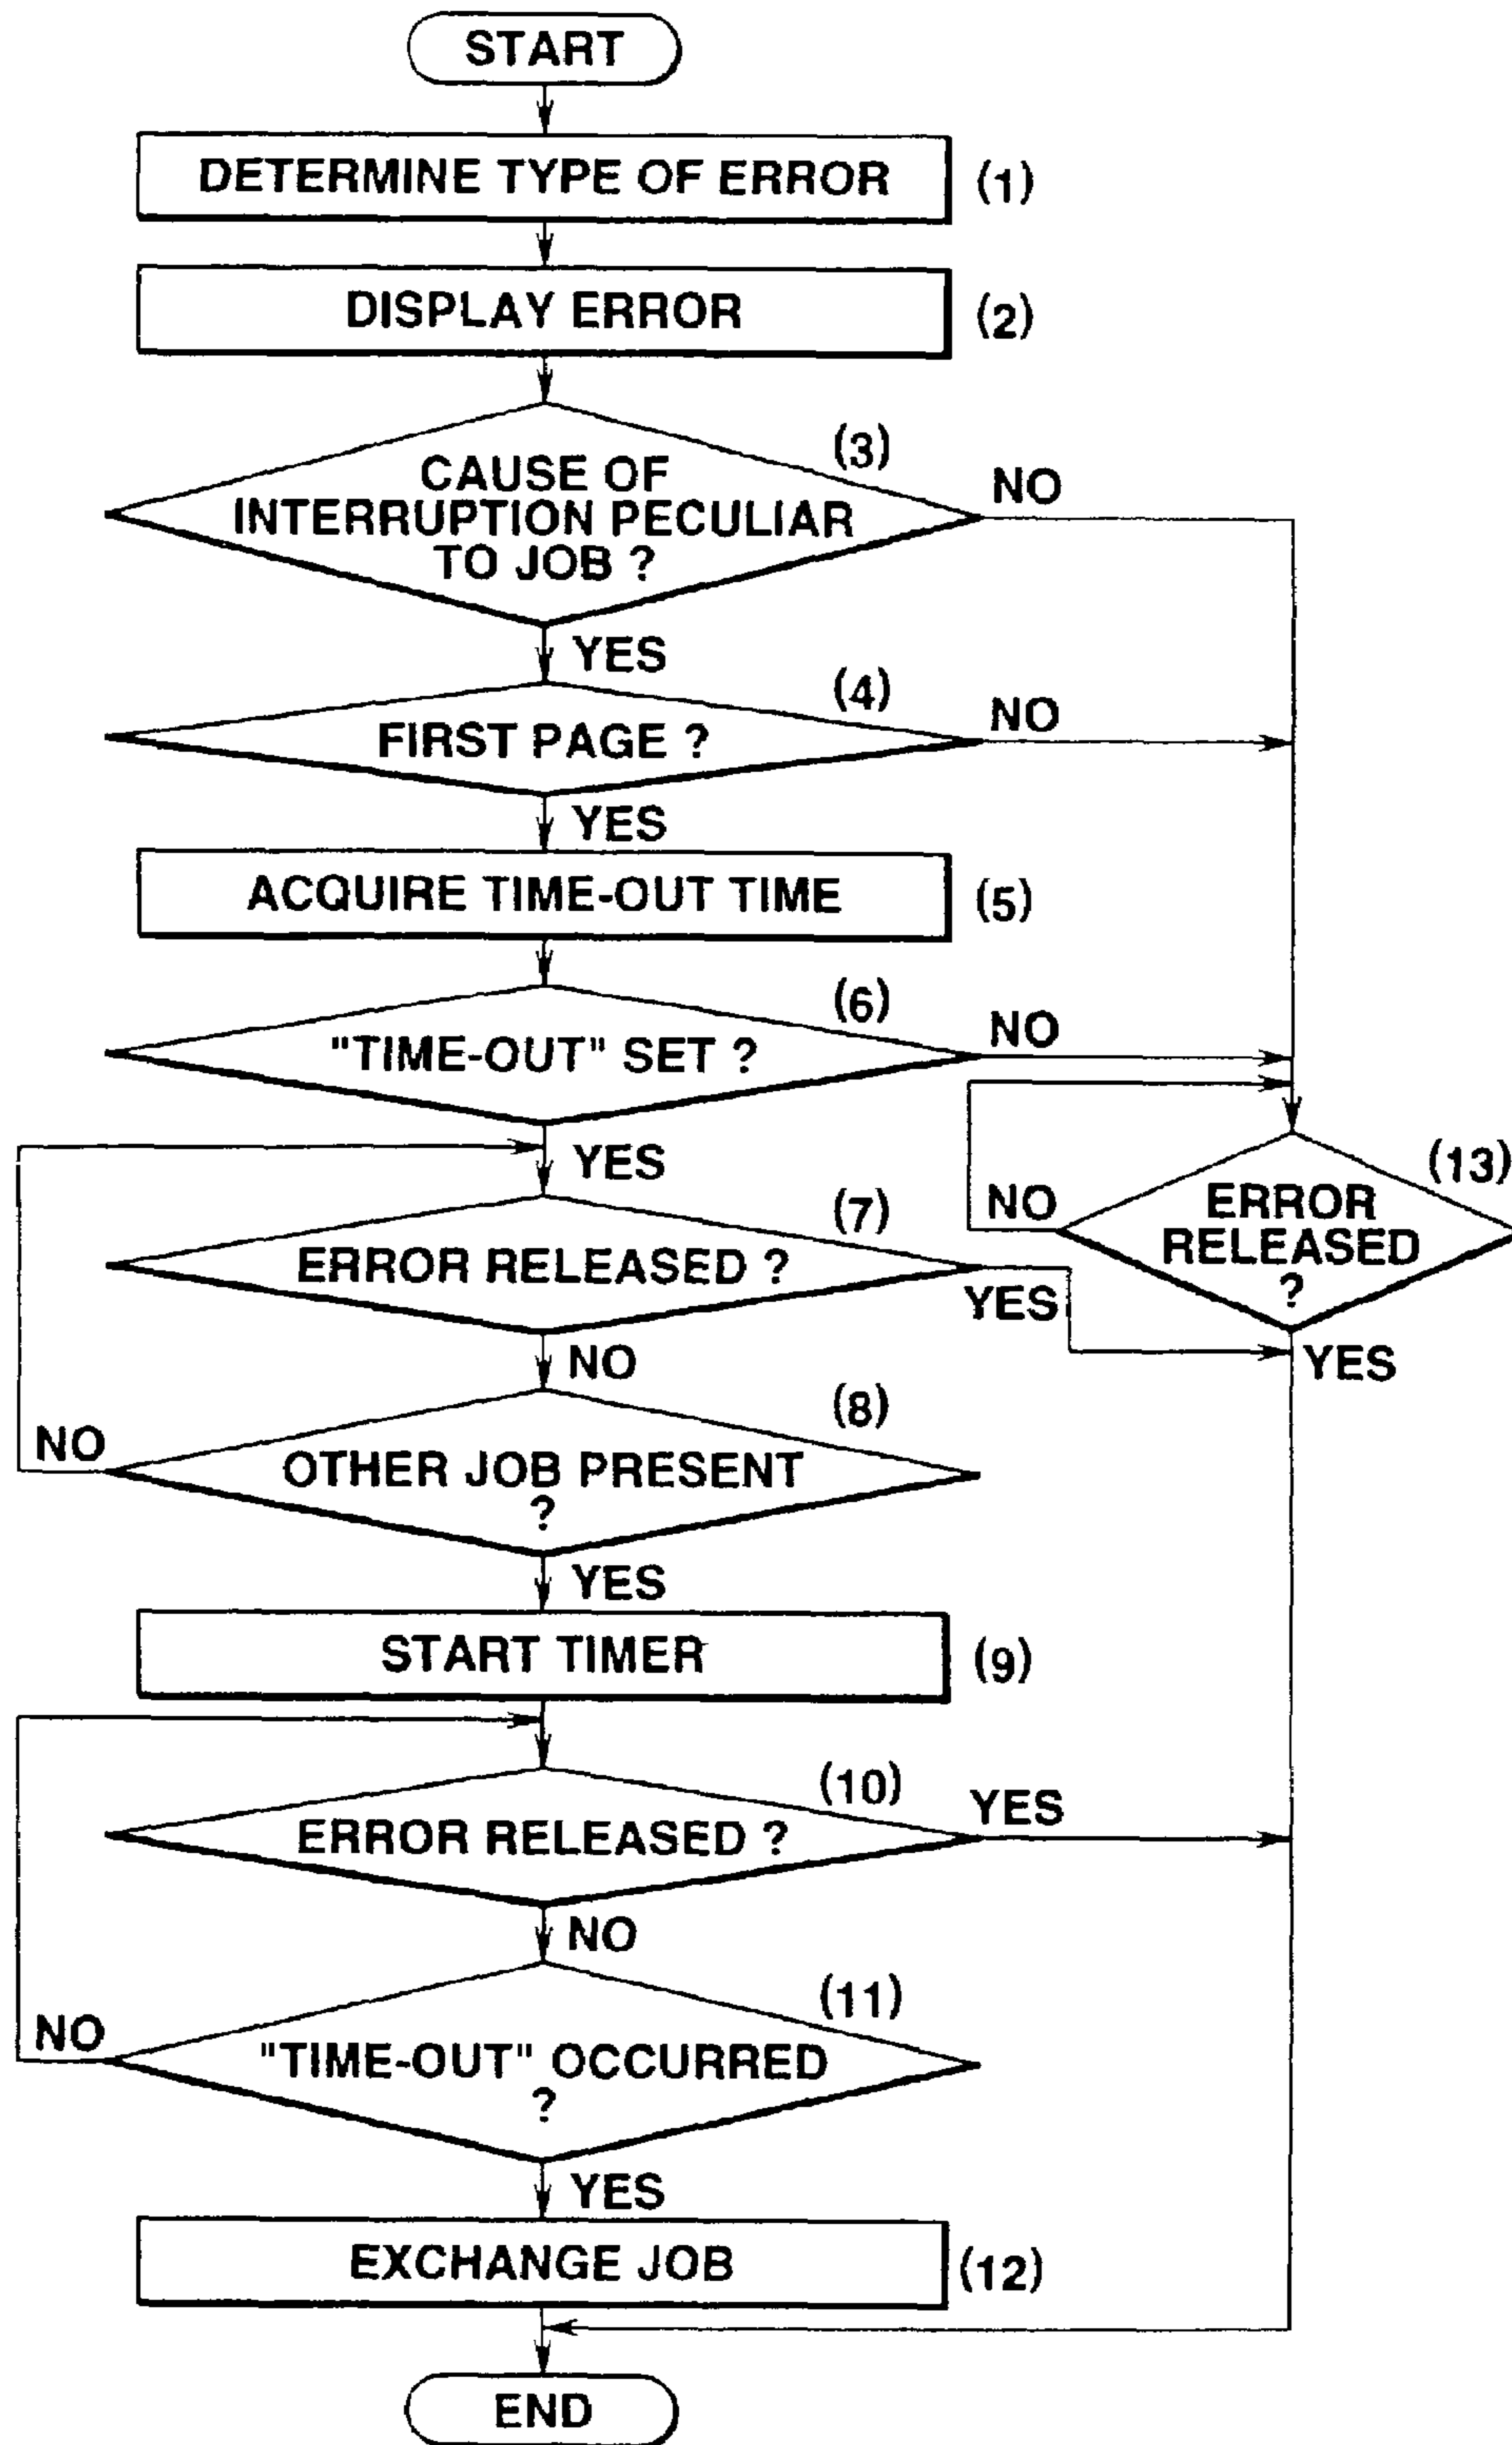 START
DETERMINE TYPE OF ERROR
(1)
DISPLAY ERROR
(2)
(3)
CAUSE OF
INTERRUPTION PECULIAR
TO JOB ?
NO
YES
(4)
FIRST PAGE ?
NO
YES
ACQUIRE TIME-OUT TIME
(5)
(6)
"TIME-OUT" SET ?
NO
YES
(7)
ERROR RELEASED ?
YES
NO
(13)
ERROR
RELEASED
?
NO
YES
(8)
OTHER JOB PRESENT
?
NO
YES
START TIMER
(9)
(10)
ERROR RELEASED ?
YES
NO
(11)
"TIME-OUT" OCCURRED
?
NO
YES
EXCHANGE JOB
(12)
END